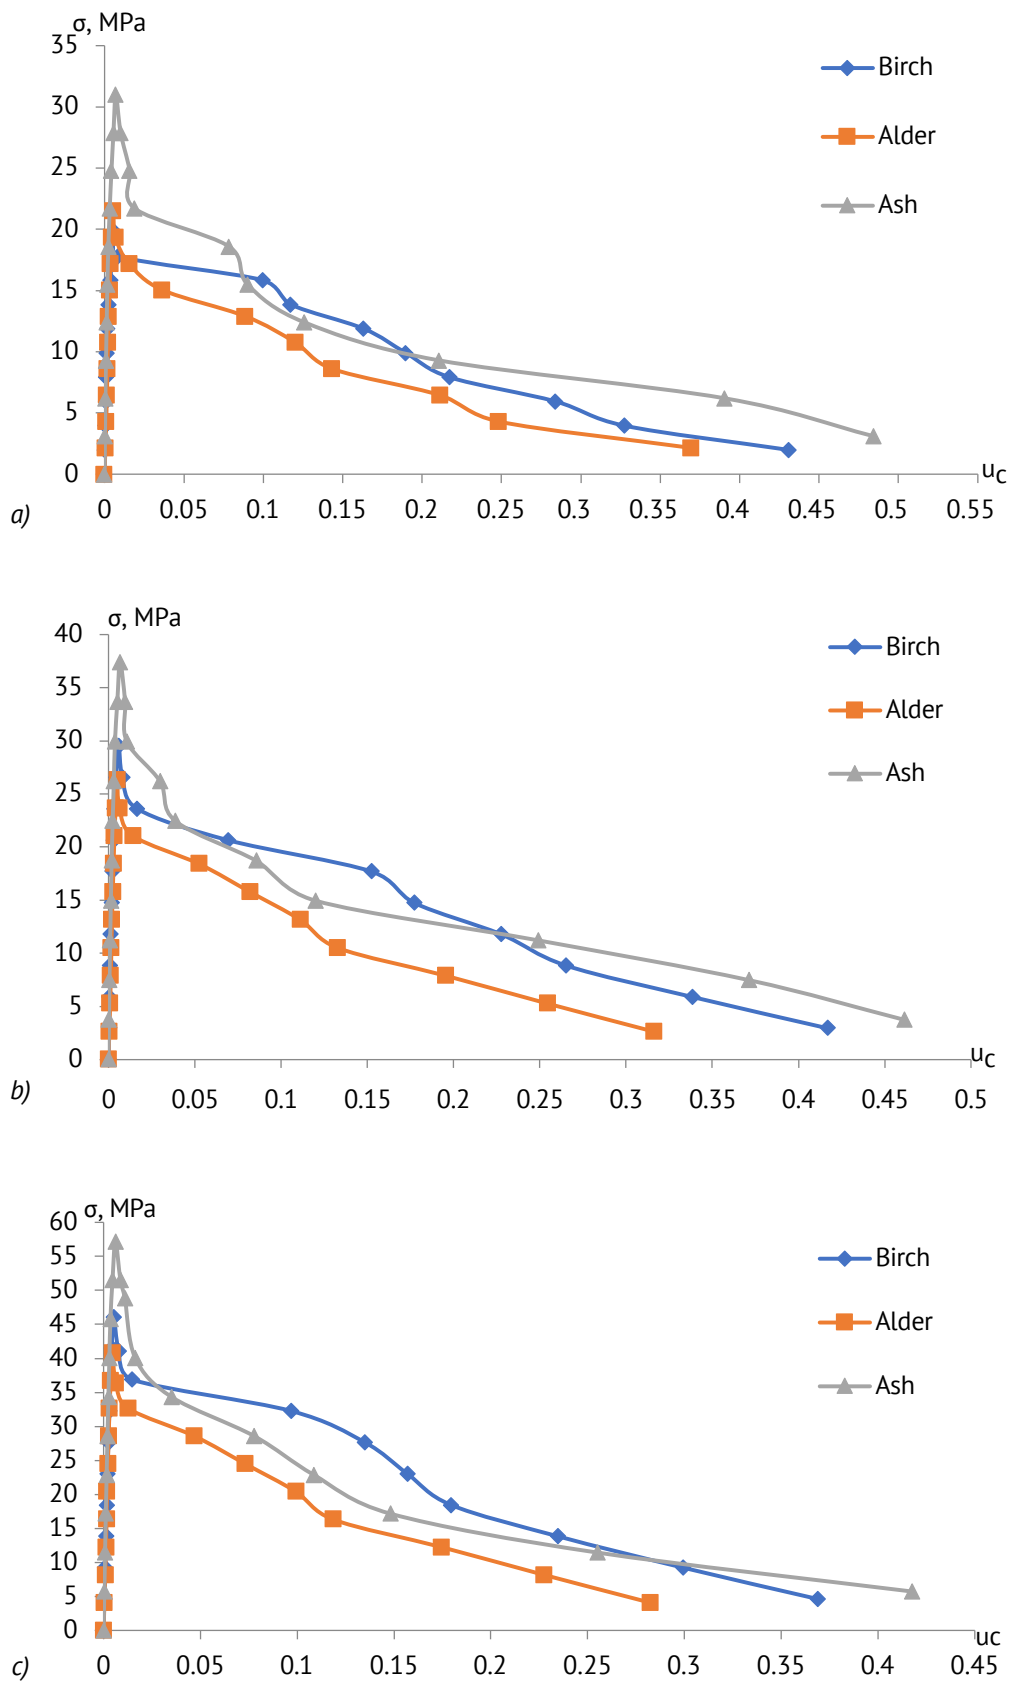 σ, MPa
35
30
25
20
15
10
5
0
0 0.05 0.1 0.15 0.2 0.25 0.3 0.35 0.4 0.45 0.5 0.55
uc
Birch
Alder
Ash
a)
σ, MPa
40
35
30
25
20
15
10
5
0
0 0.05 0.1 0.15 0.2 0.25 0.3 0.35 0.4 0.45 0.5
uc
Birch
Alder
Ash
b)
σ, MPa
60
55
50
45
40
35
30
25
20
15
10
5
0
0 0.05 0.1 0.15 0.2 0.25 0.3 0.35 0.4 0.45
uc
Birch
Alder
Ash
c)